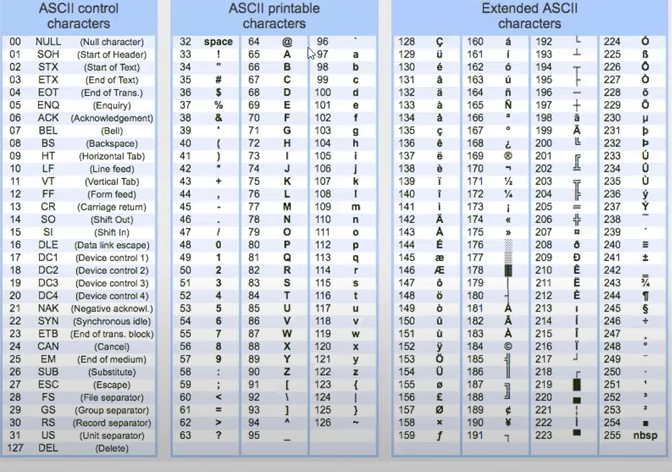 ASCII control
characters
00 NULL (Null character)
01 SOH (Start of Header)
02 STX (Start of Text)
03 ETX (End of Text)
04 EOT (End of Trans.)
05 ENQ (Enquiry)
06 ACK (Acknowledgement)
07 BEL (Bell)
08 BS (Backspace)
09 HT (Horizontal Tab)
10 LF (Line feed)
11 VT (Vertical Tab)
12 FF (Form feed)
13 CR (Carriage return)
14 SO (Shift Out)
15 SI (Shift In)
16 DLE (Data link escape)
17 DC1 (Device control 1)
18 DC2 (Device control 2)
19 DC3 (Device control 3)
20 DC4 (Device control 4)
21 NAK (Negative acknowl.)
22 SYN (Synchronous idle)
23 ETB (End of trans. block)
24 CAN (Cancel)
25 EM (End of medium)
26 SUB (Substitute)
27 ESC (Escape)
28 FS (File separator)
29 GS (Group separator)
30 RS (Record separator)
31 US (Unit separator)
127 DEL (Delete)
ASCII printable
characters
32 space 64 @ 96 `
33 ! 65 A 97 a
34 " 66 B 98 b
35 # 67 C 99 c
36 $ 68 D 100 d
37 % 69 E 101 e
38 & 70 F 102 f
39 ' 71 G 103 g
40 ( 72 H 104 h
41 ) 73 I 105 i
42 * 74 J 106 j
43 + 75 K 107 k
44 , 76 L 108 l
45 - 77 M 109 m
46 . 78 N 110 n
47 / 79 O 111 o
48 0 80 P 112 p
49 1 81 Q 113 q
50 2 82 R 114 r
51 3 83 S 115 s
52 4 84 T 116 t
53 5 85 U 117 u
54 6 86 V 118 v
55 7 87 W 119 w
56 8 88 X 120 x
57 9 89 Y 121 y
58 : 90 Z 122 z
59 ; 91 [ 123 {
60 < 92 \ 124 |
61 = 93 ] 125 }
62 > 94 ^ 126 ~
63 ? 95 _
Extended ASCII
characters
128 Ç 160 á 192 └ 224 Ó
129 ü 161 í 193 ┴ 225 ß
130 é 162 ó 194 ┬ 226 Ô
131 â 163 ú 195 ├ 227 Ò
132 ä 164 ñ 196 ─ 228 õ
133 à 165 Ñ 197 ┼ 229 Õ
134 å 166 ª 198 ã 230 µ
135 ç 167 º 199 Ã 231 þ
136 ê 168 ¿ 200 ╚ 232 Þ
137 ë 169 ® 201 ╔ 233 Ú
138 è 170 ¬ 202 ╩ 234 Û
139 ï 171 ½ 203 ╦ 235 Ù
140 î 172 ¼ 204 ╠ 236 ý
141 ì 173 ¡ 205 ═ 237 Ý
142 Ä 174 « 206 ╬ 238 ¯
143 Å 175 » 207 ¤ 239 ´
144 É 176 ░ 208 ð 240 ≡
145 æ 177 ▒ 209 Ð 241 ±
146 Æ 178 ▓ 210 Ê 242 ‗
147 ô 179 │ 211 Ë 243 ¾
148 ö 180 ┤ 212 È 244 ¶
149 ò 181 Á 213 ı 245 §
150 û 182 Â 214 Í 246 ÷
151 ù 183 À 215 Î 247 ¸
152 ÿ 184 © 216 Ï 248 °
153 Ö 185 ╣ 217 ┘ 249 ¨
154 Ü 186 ║ 218 ┌ 250 ·
155 ø 187 ╗ 219 █ 251 ¹
156 £ 188 ╝ 220 ▄ 252 ³
157 Ø 189 ¢ 221 ¦ 253 ²
158 × 190 ¥ 222 Ì 254 ■
159 ƒ 191 ┐ 223 ▀ 255 nbsp